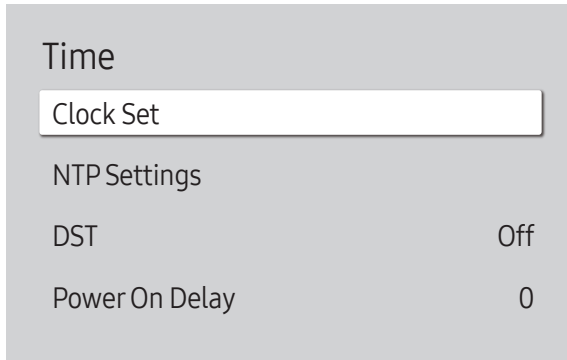 Time
Clock Set
NTP Settings
DST Off
Power On Delay 0